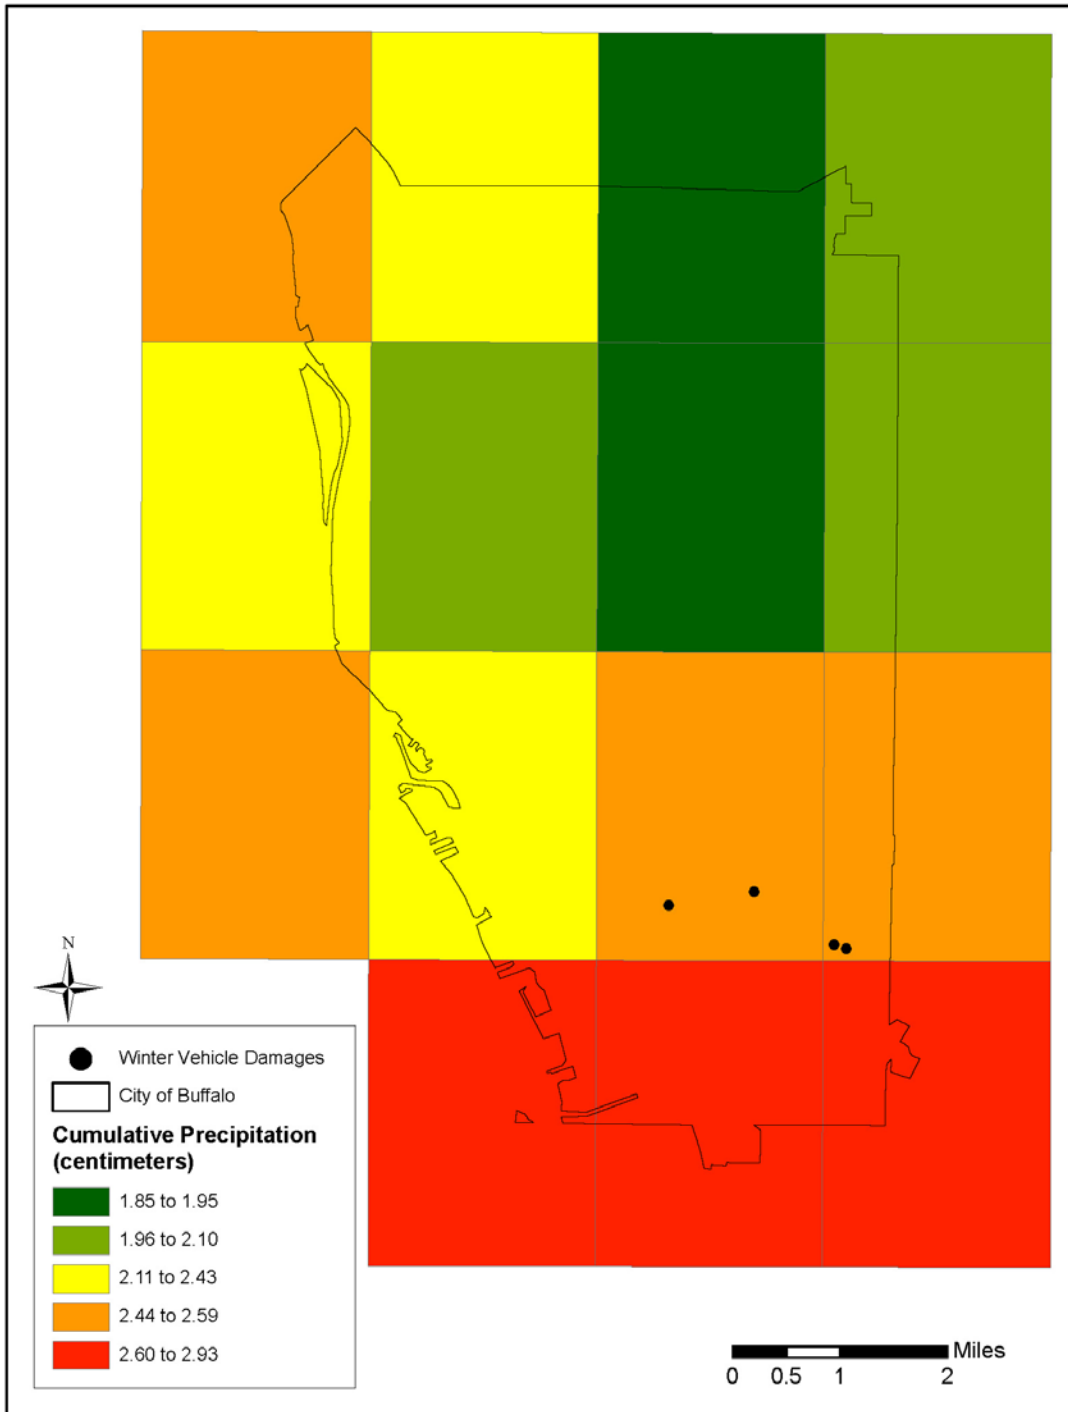 N
Winter Vehicle Damages
City of Buffalo
Cumulative Precipitation
(centimeters)
1.85 to 1.95
1.96 to 2.10
2.11 to 2.43
2.44 to 2.59
2.60 to 2.93
Miles
0 0.5 1 2